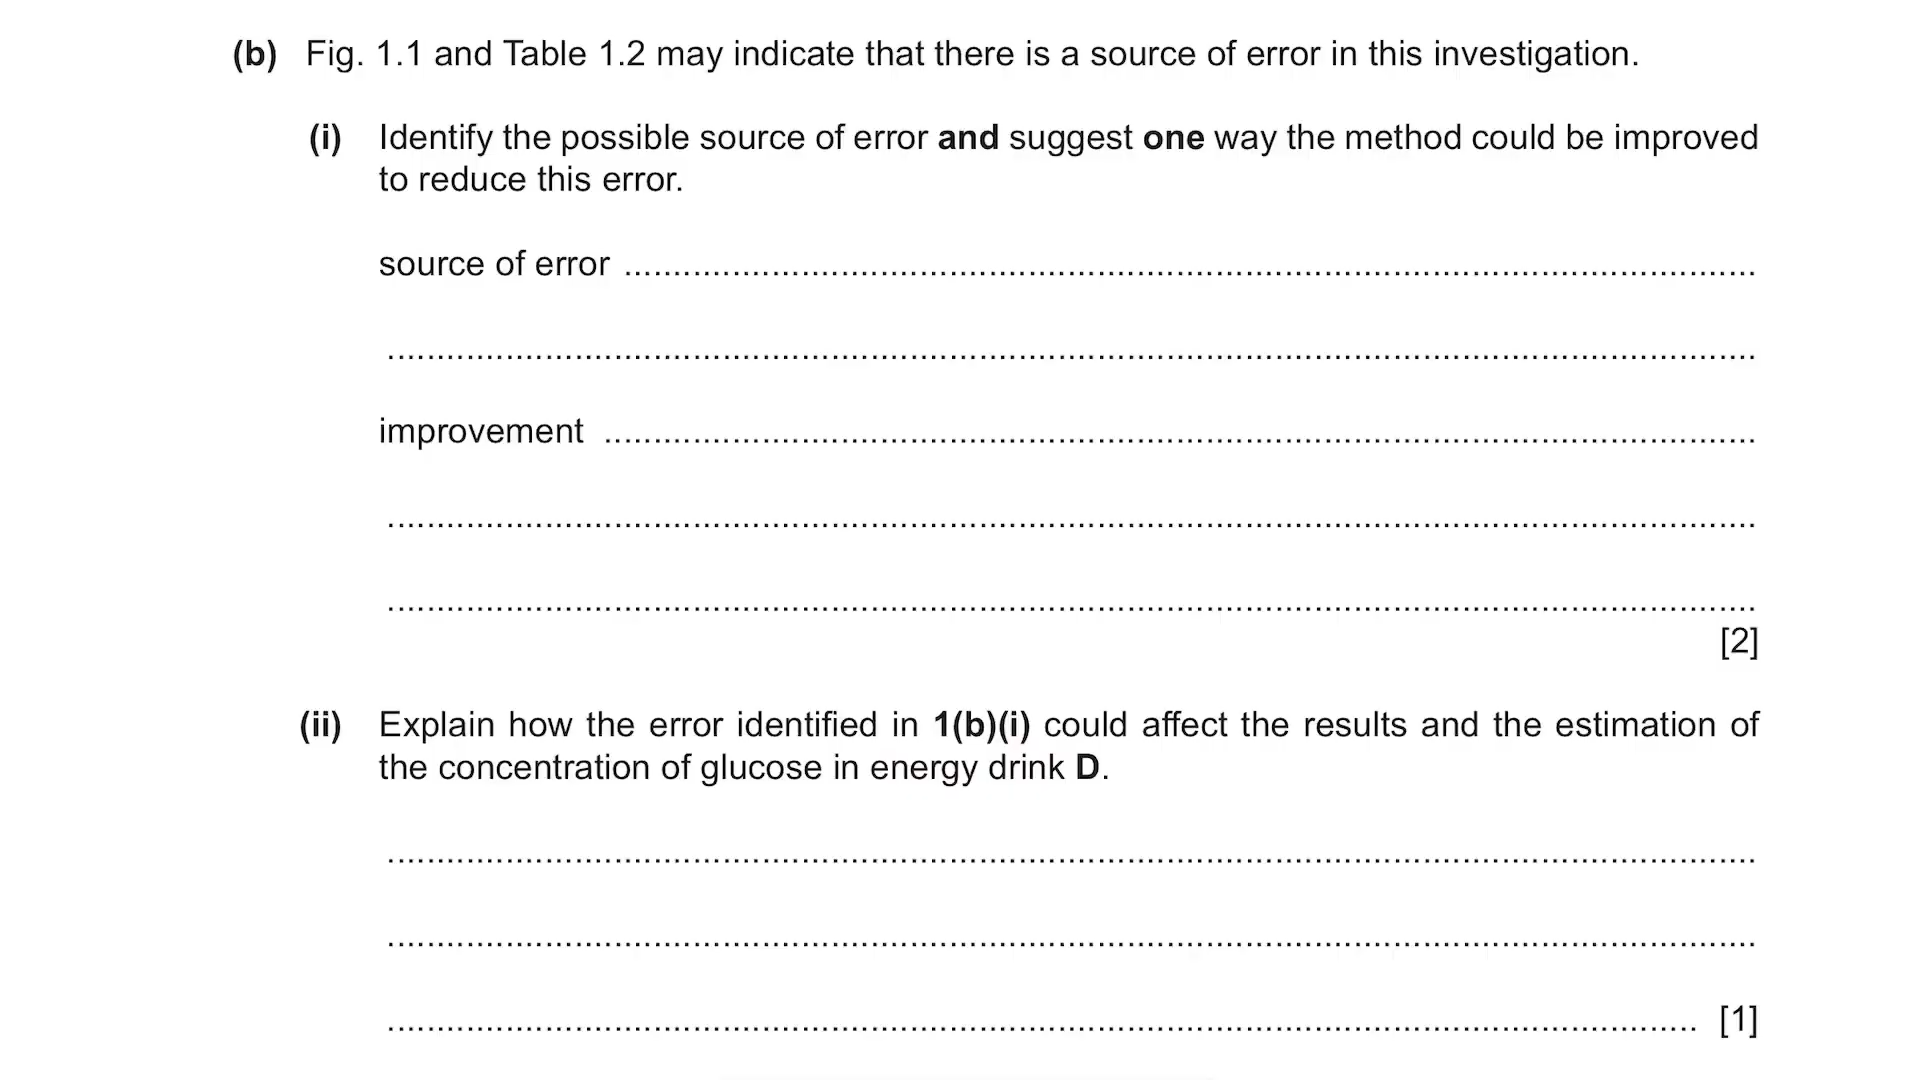 (b) Fig. 1.1 and Table 1.2 may indicate that there is a source of error in this investigation.
(i) Identify the possible source of error and suggest one way the method could be improved
to reduce this error.
source of error ....................................................................................................................
............................................................................................................................................
improvement ......................................................................................................................
............................................................................................................................................
............................................................................................................................................
[2]
(ii) Explain how the error identified in 1(b)(i) could affect the results and the estimation of
the concentration of glucose in energy drink D.
............................................................................................................................................
............................................................................................................................................
...................................................................................................................................... [1]